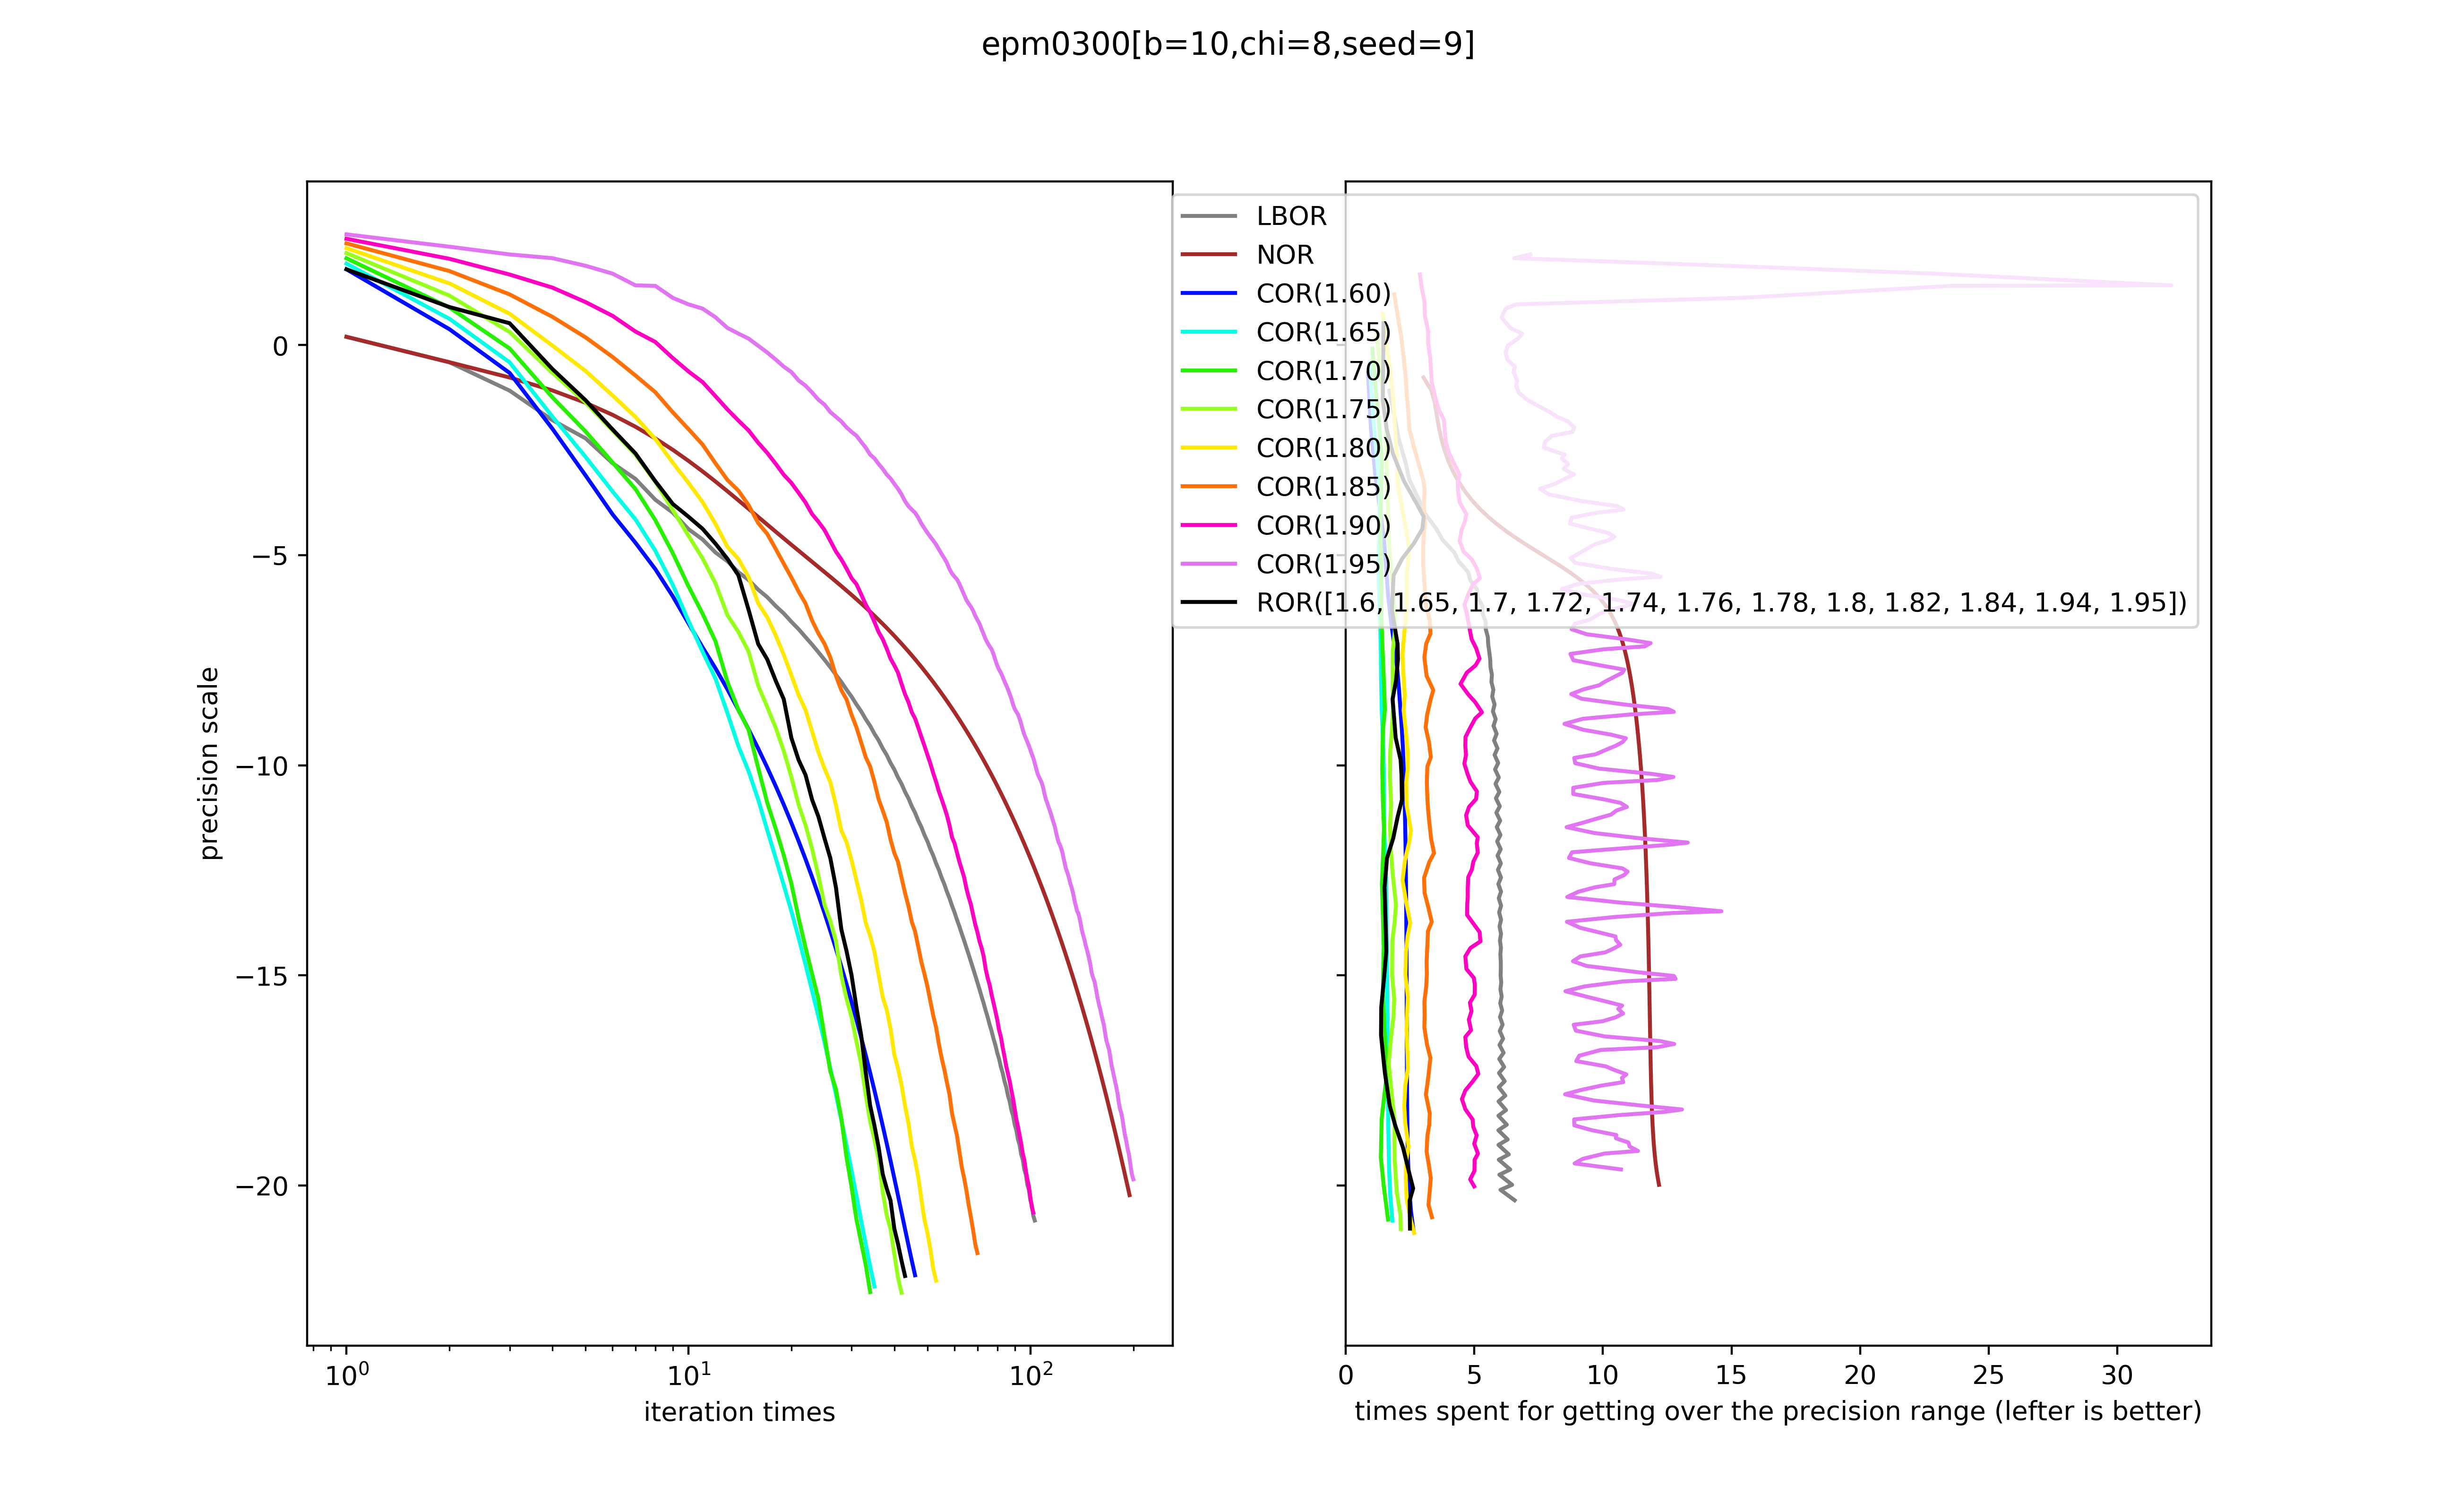 epm0300[b=10,chi=8,seed=9]
precision scale
0
−5
−10
−15
−20
10⁰ 10¹ 10²
iteration times
LBOR
NOR
COR(1.60)
COR(1.65)
COR(1.70)
COR(1.75)
COR(1.80)
COR(1.85)
COR(1.90)
COR(1.95)
ROR([1.6, 1.65, 1.7, 1.72, 1.74, 1.76, 1.78, 1.8, 1.82, 1.84, 1.94, 1.95])
0 5 10 15 20 25 30
times spent for getting over the precision range (lefter is better)